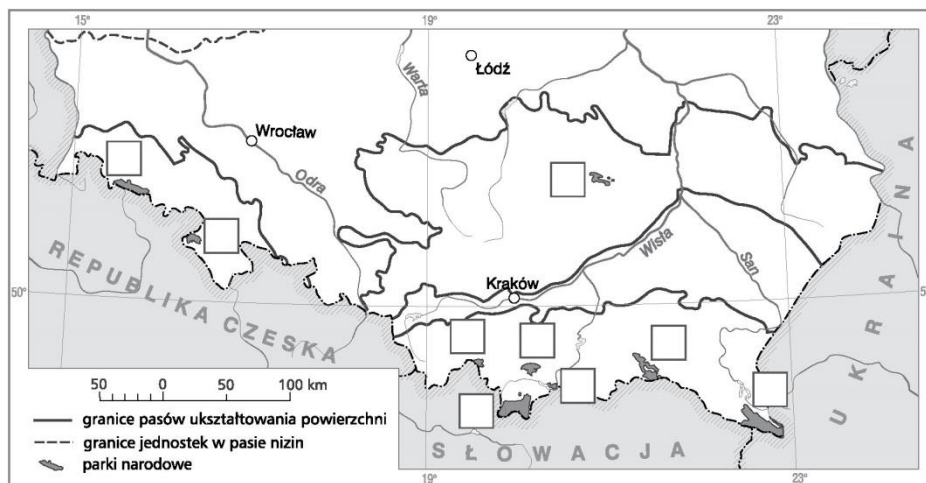 15° 19° 23°
Łódź
Warta
Wrocław
Odra
REPUBLIKA CZESKA
Wisła
San
UKRAINA
Kraków
50°
5
50 0 50 100 km
granice pasów ukształtowania powierzchni
granice jednostek w pasie nizin
parki narodowe
SŁOWACJA
19° 23°